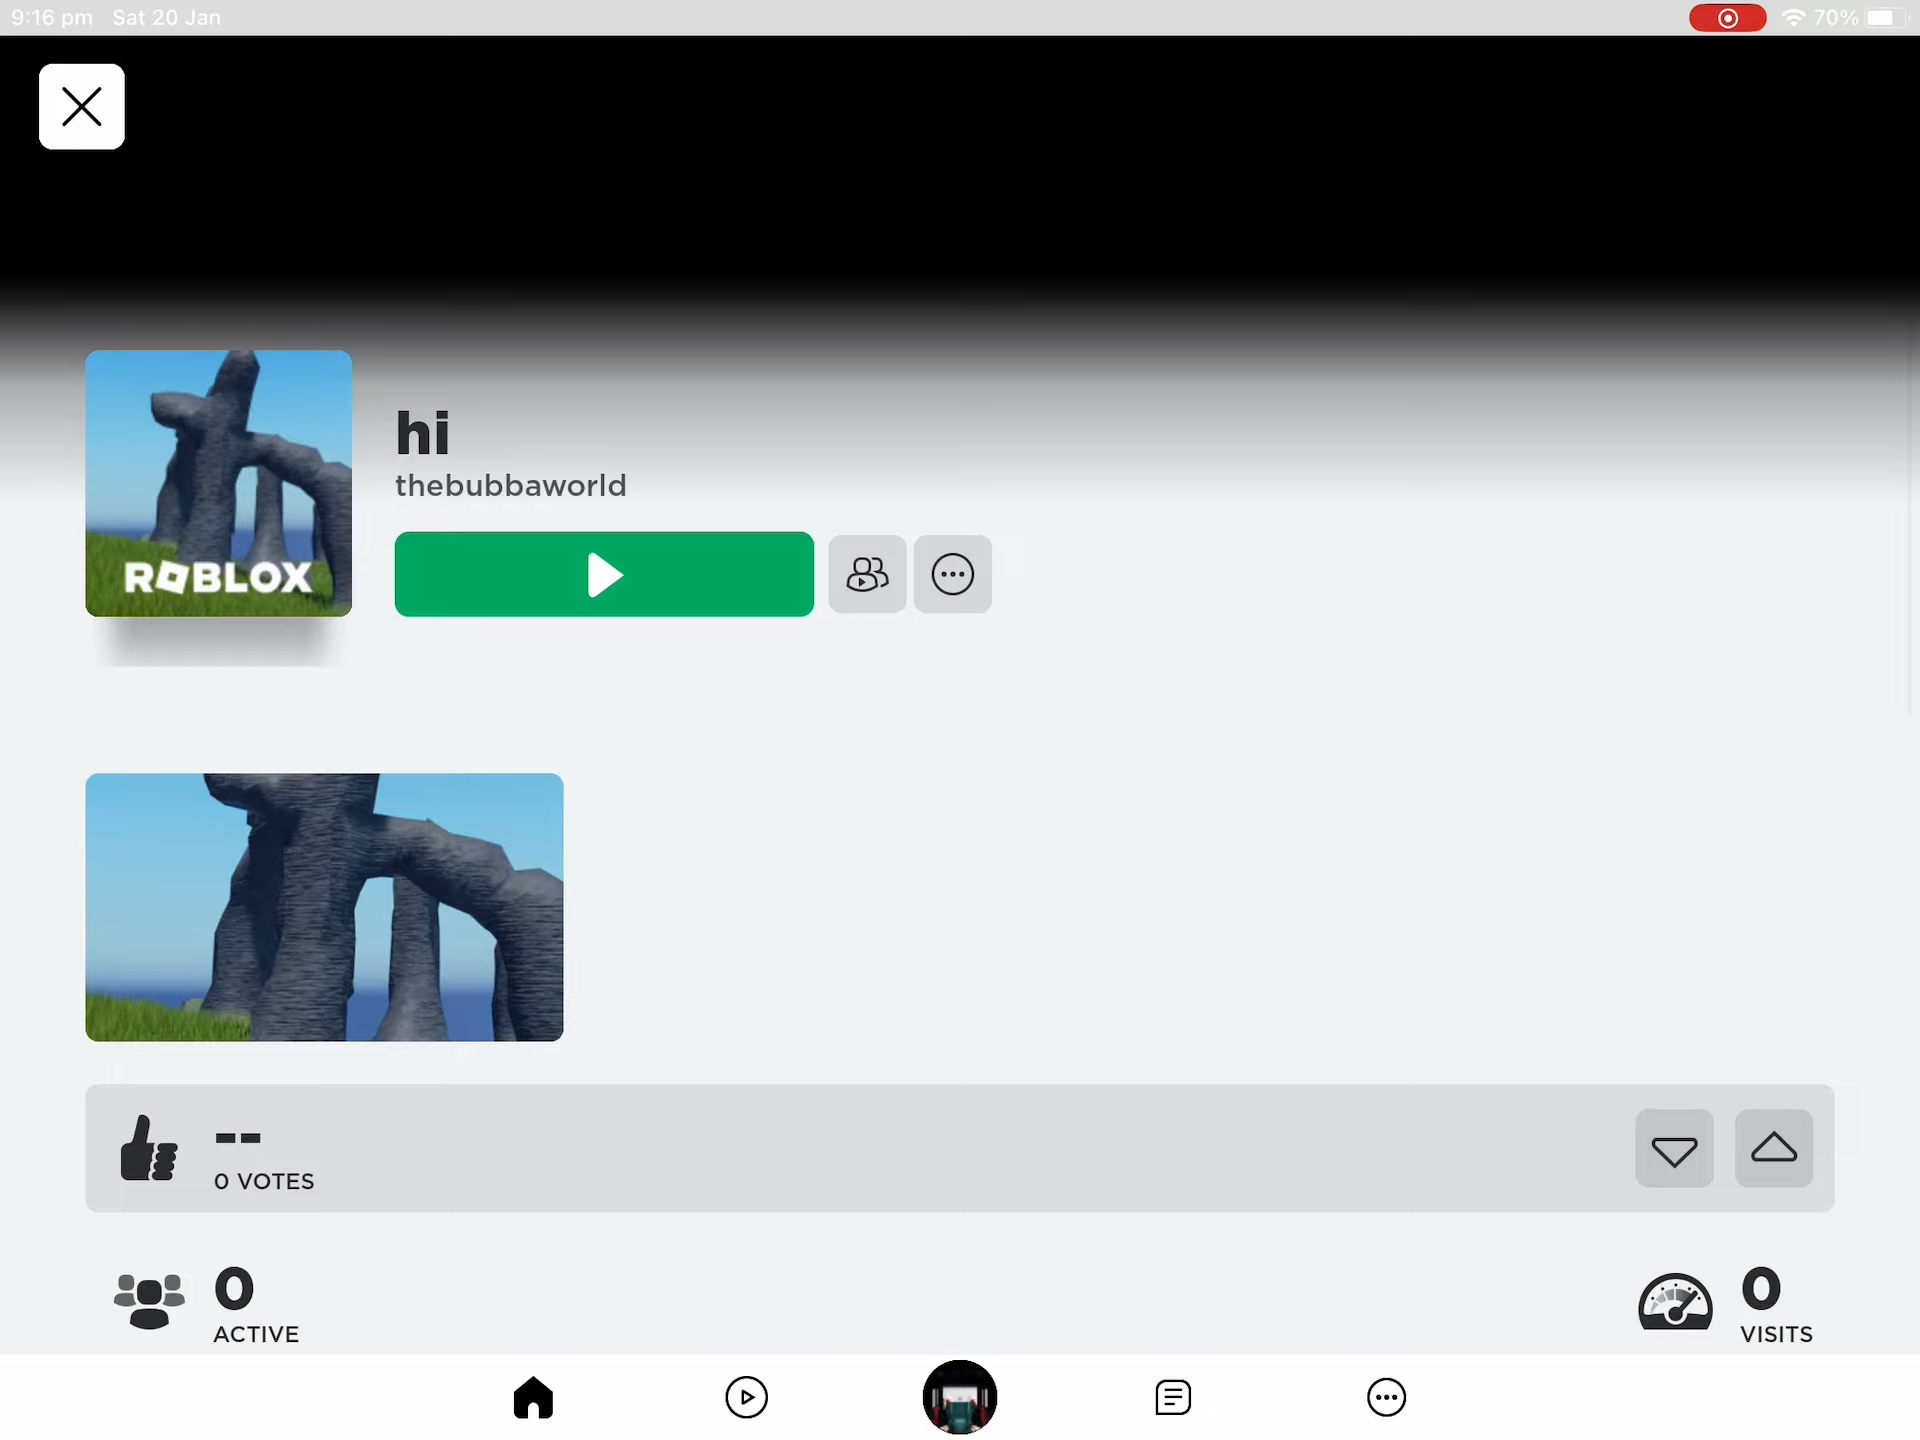 9:16 pm Sat 20 Jan
70%
ROBLOX
hi
thebubbaworld
--
0 VOTES
0
ACTIVE
0
VISITS